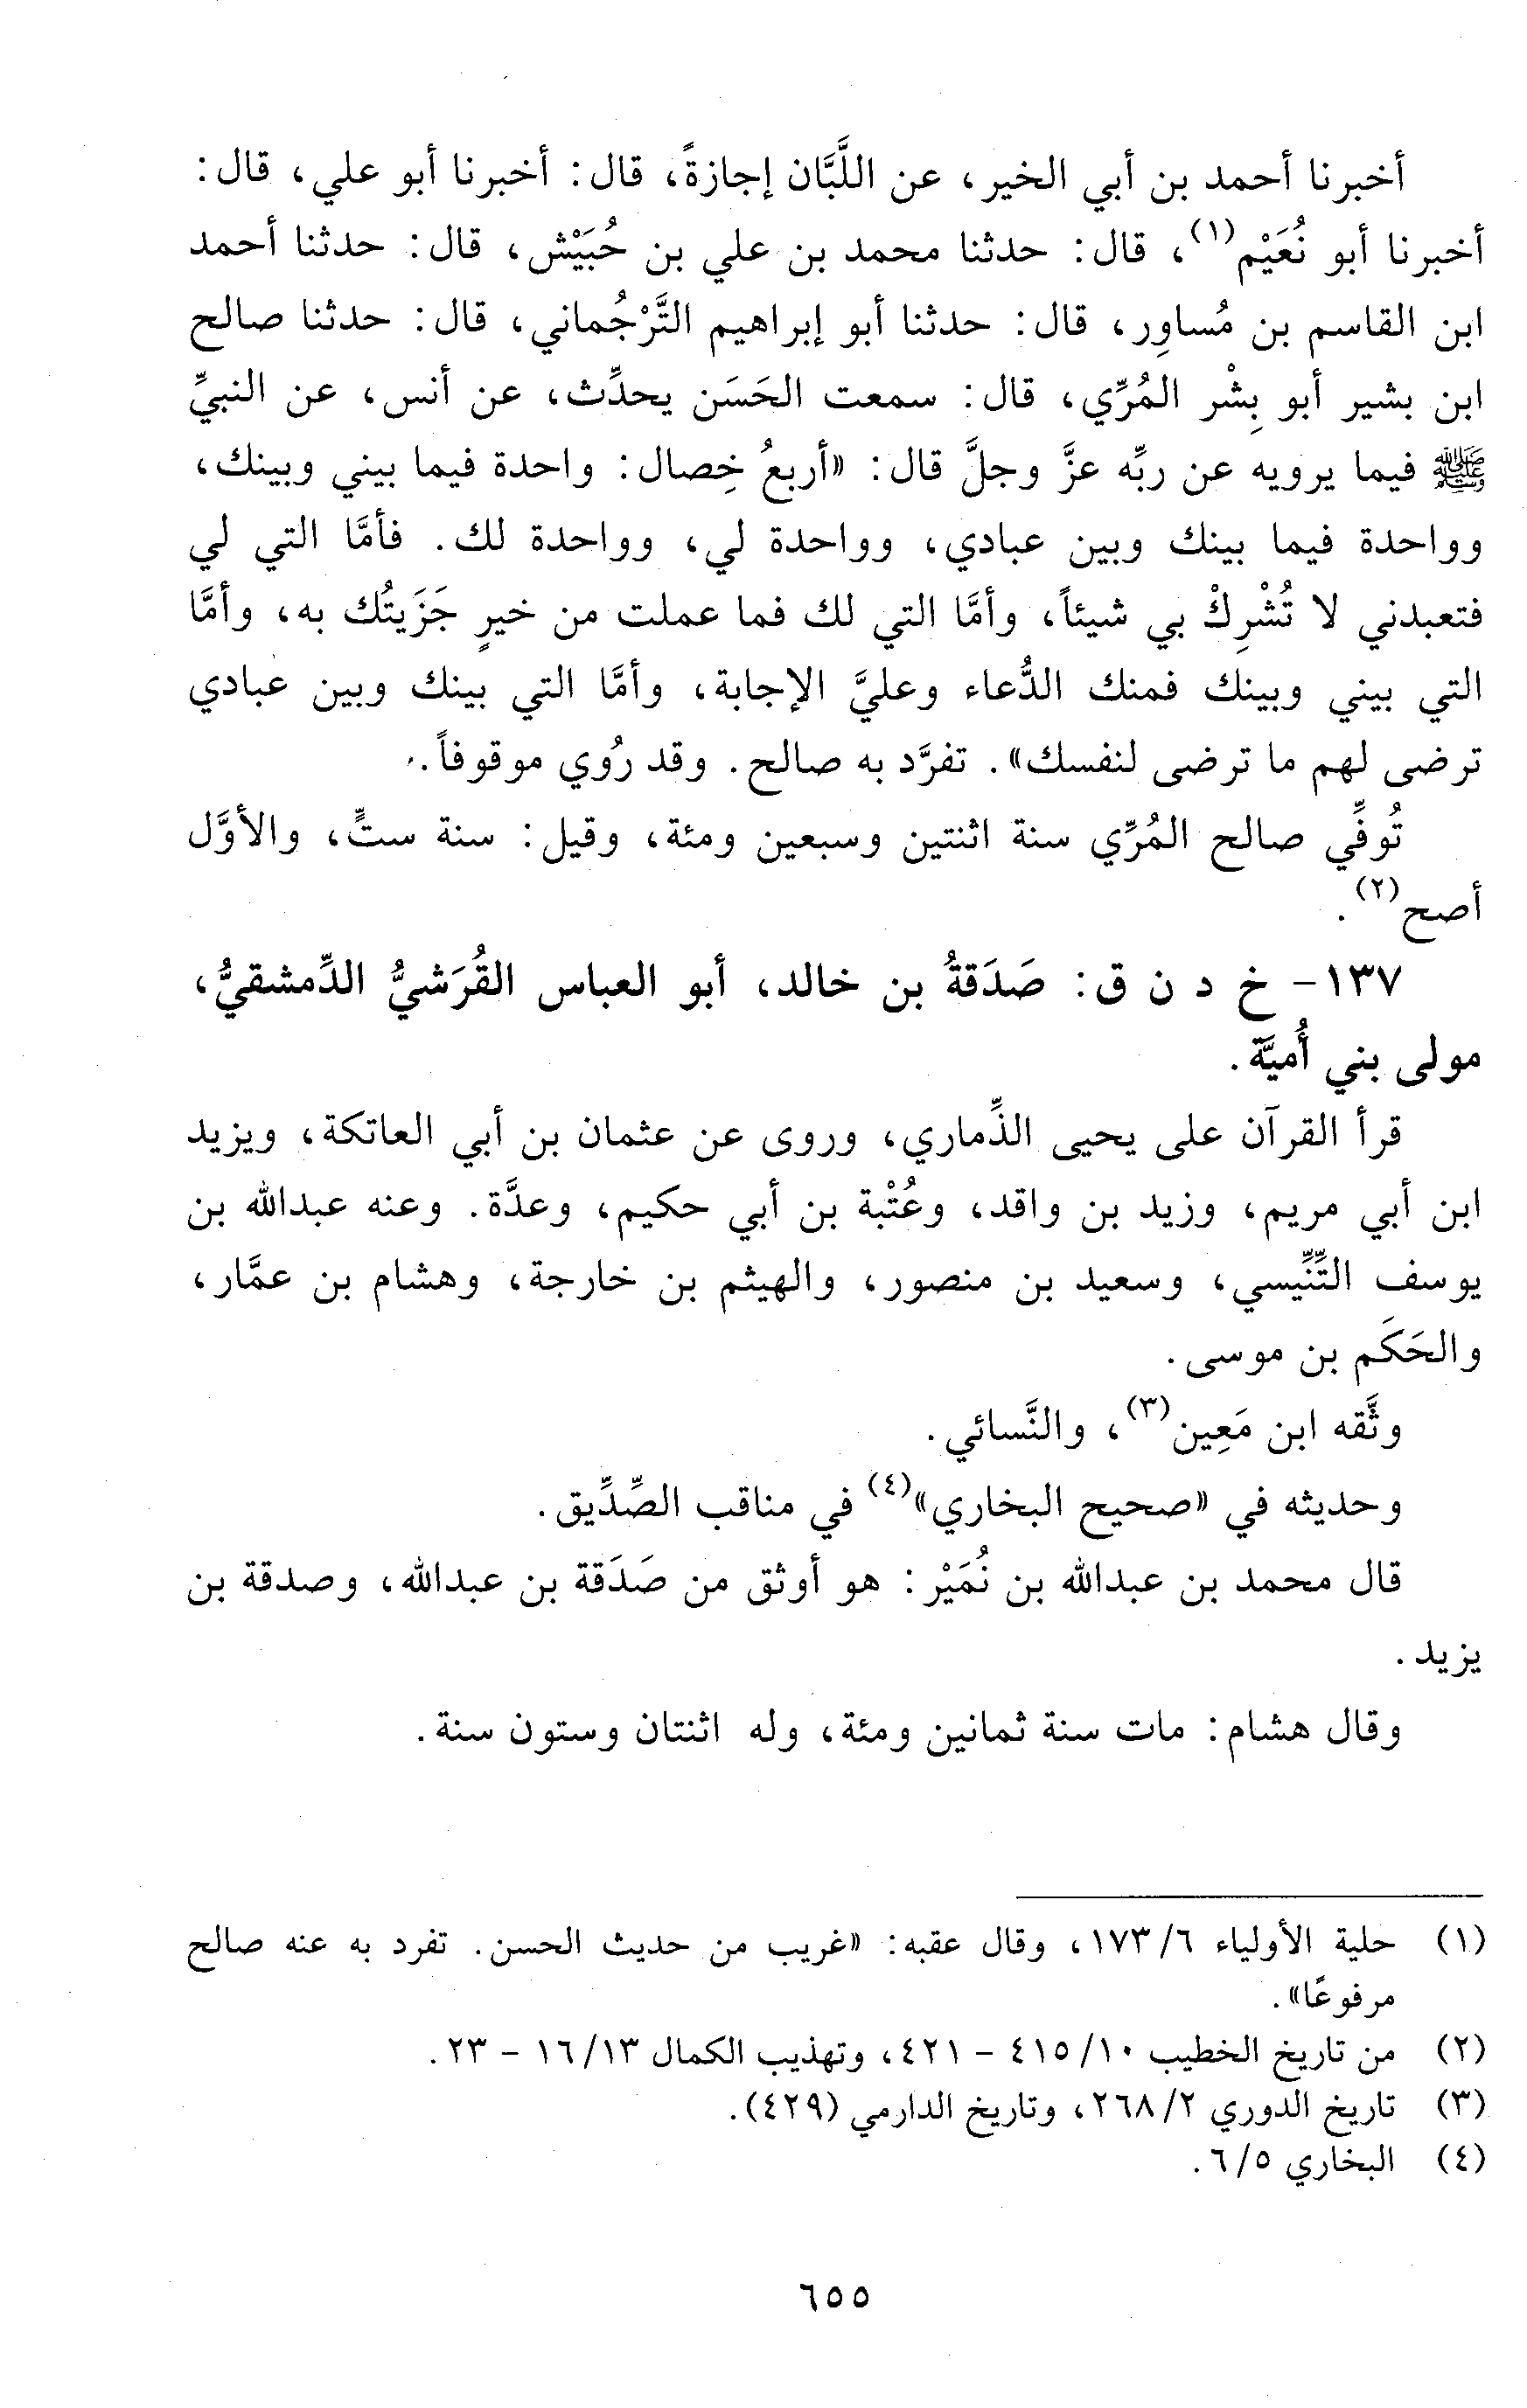 أخبرنا أحمد بن أبي الخير، عن اللَّبَّان إجازةً، قال: أخبرنا أبو علي، قال:
أخبرنا أبو نُعَيْم(١)، قال: حدثنا محمد بن علي بن حُبَيْش، قال: حدثنا أحمد
ابن القاسم بن مُساوِر، قال: حدثنا أبو إبراهيم التَّرْجُماني، قال: حدثنا صالح
ابن بشير أبو بِشْر المُرِّي، قال: سمعت الحَسَن يحدِّث، عن أنس، عن النبيِّ
ﷺ فيما يرويه عن ربِّه عزَّ وجلَّ قال: «أربعُ خِصال: واحدة فيما بيني وبينك،
وواحدة فيما بينك وبين عبادي، وواحدة لي، وواحدة لك. فأمَّا التي لي
فتعبدني لا تُشْرِكْ بي شيئاً، وأمَّا التي لك فما عملت من خيرٍ جَزَيتُك به، وأمَّا
التي بيني وبينك فمنك الدُّعاء وعليَّ الإجابة، وأمَّا التي بينك وبين عبادي
ترضى لهم ما ترضى لنفسك». تفرَّد به صالح. وقد رُوي موقوفاً.
تُوفِّي صالح المُرِّي سنة اثنتين وسبعين ومئة، وقيل: سنة ستٍّ، والأوَّل
أصح(٢).
١٣٧- خ د ن ق: صَدَقةُ بن خالد، أبو العباس القُرَشيُّ الدِّمشقيُّ،
مولى بني أُميَّة.
قرأ القرآن على يحيى الذِّماري، وروى عن عثمان بن أبي العاتكة، ويزيد
ابن أبي مريم، وزيد بن واقد، وعُتْبة بن أبي حكيم، وعدَّة. وعنه عبدالله بن
يوسف التِّنِّيسي، وسعيد بن منصور، والهيثم بن خارجة، وهشام بن عمَّار،
والحَكَم بن موسى.
وثَّقه ابن مَعِين(٣)، والنَّسائي.
وحديثه في «صحيح البخاري»(٤) في مناقب الصِّدِّيق.
قال محمد بن عبدالله بن نُمَيْر: هو أوثق من صَدَقة بن عبدالله، وصدقة بن
يزيد.
وقال هشام: مات سنة ثمانين ومئة، وله اثنتان وستون سنة.
(١) حلية الأولياء ٦/ ١٧٣، وقال عقبه: «غريب من حديث الحسن. تفرد به عنه صالح
مرفوعًا».
(٢) من تاريخ الخطيب ١٠/ ٤١٥ - ٤٢١، وتهذيب الكمال ١٣/ ١٦ - ٢٣.
(٣) تاريخ الدوري ٢/ ٢٦٨، وتاريخ الدارمي (٤٢٩).
(٤) البخاري ٥/ ٦.
٦٥٥